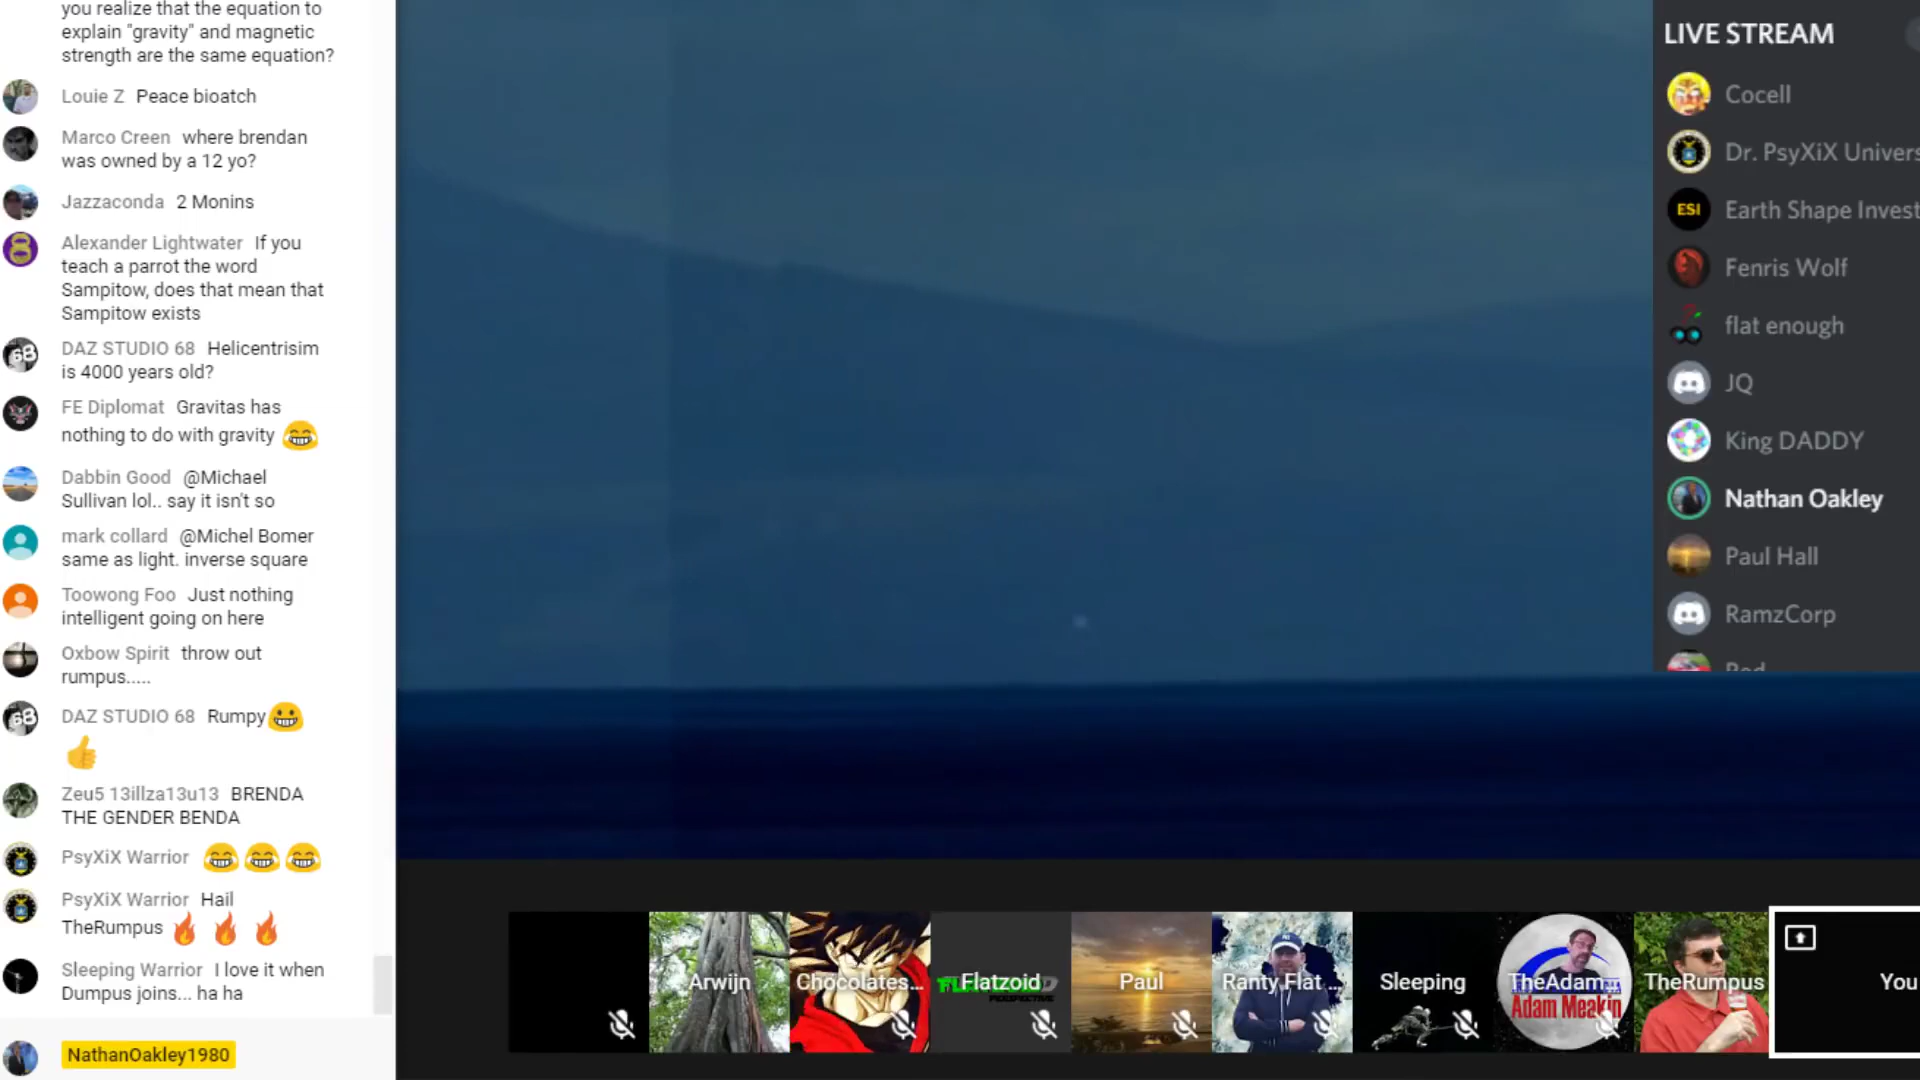 you realize that the equation to
explain "gravity" and magnetic
strength are the same equation?
Louie Z Peace bioatch
Marco Creen where brendan
was owned by a 12 yo?
Jazzaconda 2 Monins
Alexander Lightwater If you
teach a parrot the word
Sampitow, does that mean that
Sampitow exists
DAZ STUDIO 68 Helicentrisim
is 4000 years old?
FE Diplomat Gravitas has
nothing to do with gravity 😂
Dabbin Good @Michael
Sullivan lol.. say it isn't so
mark collard @Michel Bomer
same as light. inverse square
Toowong Foo Just nothing
intelligent going on here
Oxbow Spirit throw out
rumpus.....
DAZ STUDIO 68 Rumpy😀
👍
Zeu5 13illza13u13 BRENDA
THE GENDER BENDA
PsyXiX Warrior 😂😂😂
PsyXiX Warrior Hail
TheRumpus 🔥 🔥 🔥
Sleeping Warrior I love it when
Dumpus joins... ha ha
NathanOakley1980
LIVE STREAM
Cocell
Dr. PsyXiX Univers
ESI
Earth Shape Invest
Fenris Wolf
flat enough
JQ
King DADDY
Nathan Oakley
Paul Hall
RamzCorp
Arwijn
Chocolates...
Flatzoid
PERSPECTIVE
Paul
Ranty Flat ...
Sleeping
TheAdam...
Adam Meakin
TheRumpus
You